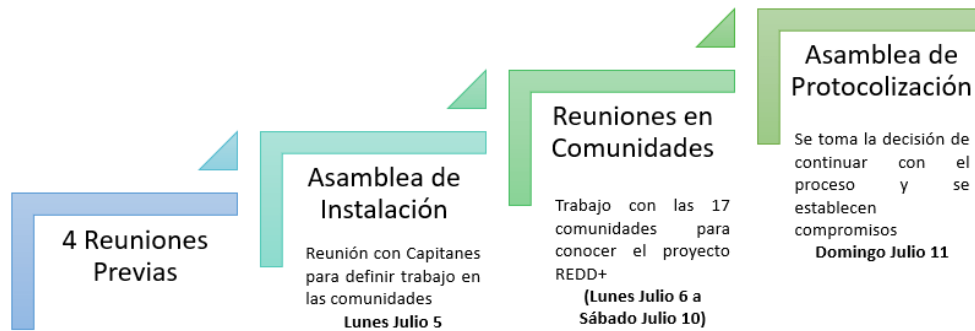 4 Reuniones
Previas
Asamblea de
Instalación
Reunión con Capitanes
para definir trabajo en
las comunidades
Lunes Julio 5
Reuniones en
Comunidades
Trabajo con las 17
comunidades para
conocer el proyecto
REDD+
(Lunes Julio 6 a
Sábado Julio 10)
Asamblea de
Protocolización
Se toma la decisión de
continuar con el
proceso y se
establecen
compromisos
Domingo Julio 11